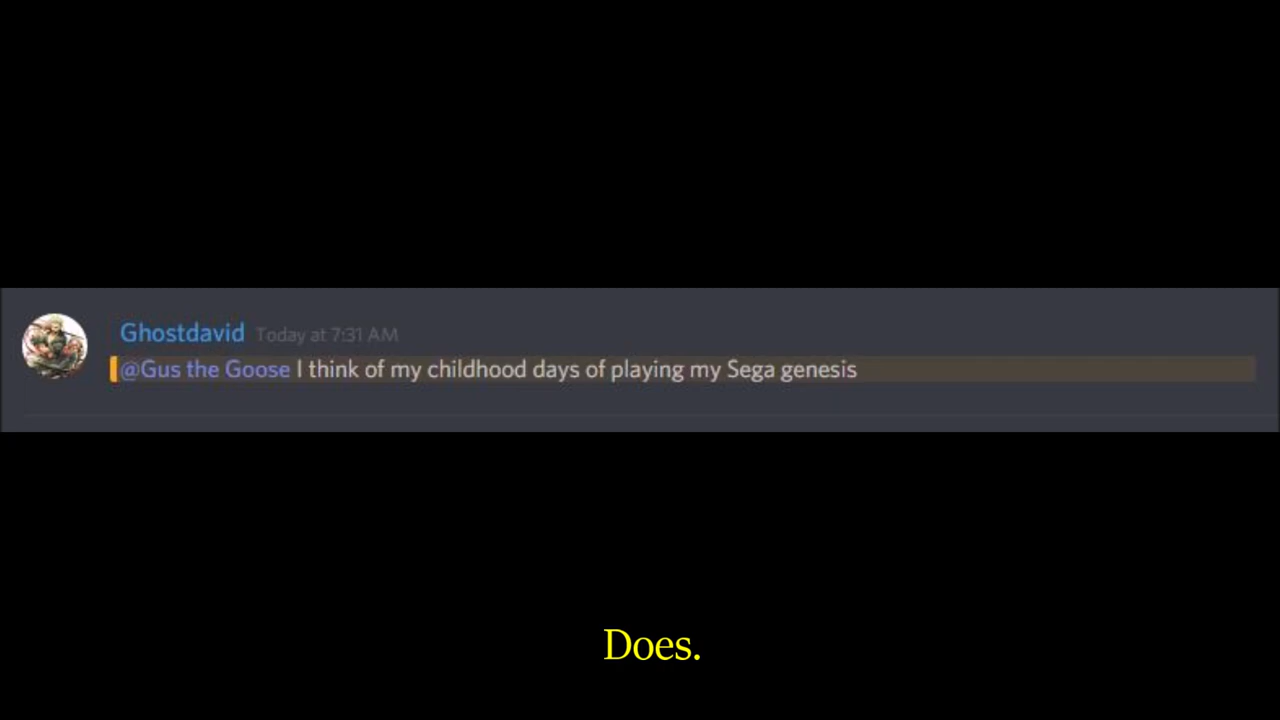 Ghostdavid Today at 7:31 AM
@Gus the Goose I think of my childhood days of playing my Sega genesis
Does.